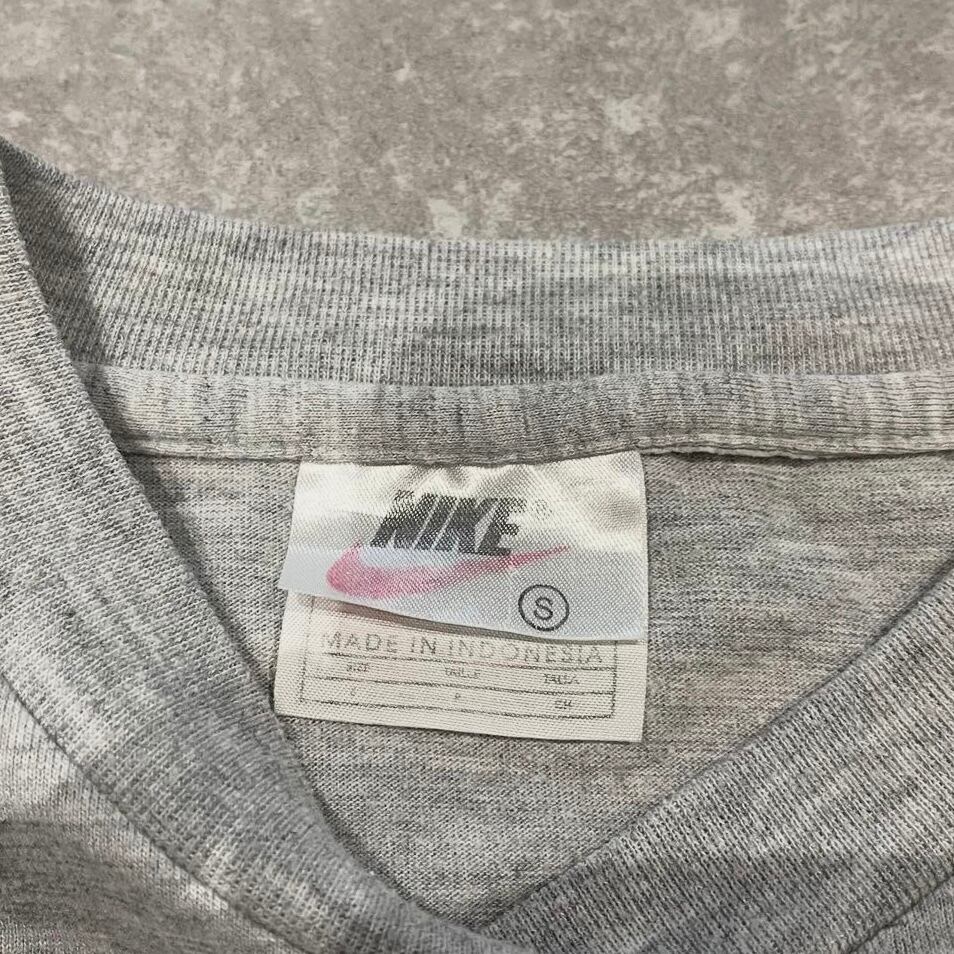 NIKE®
S
MADE IN INDONESIA
SIZE TAILLE TALLA
S P CH